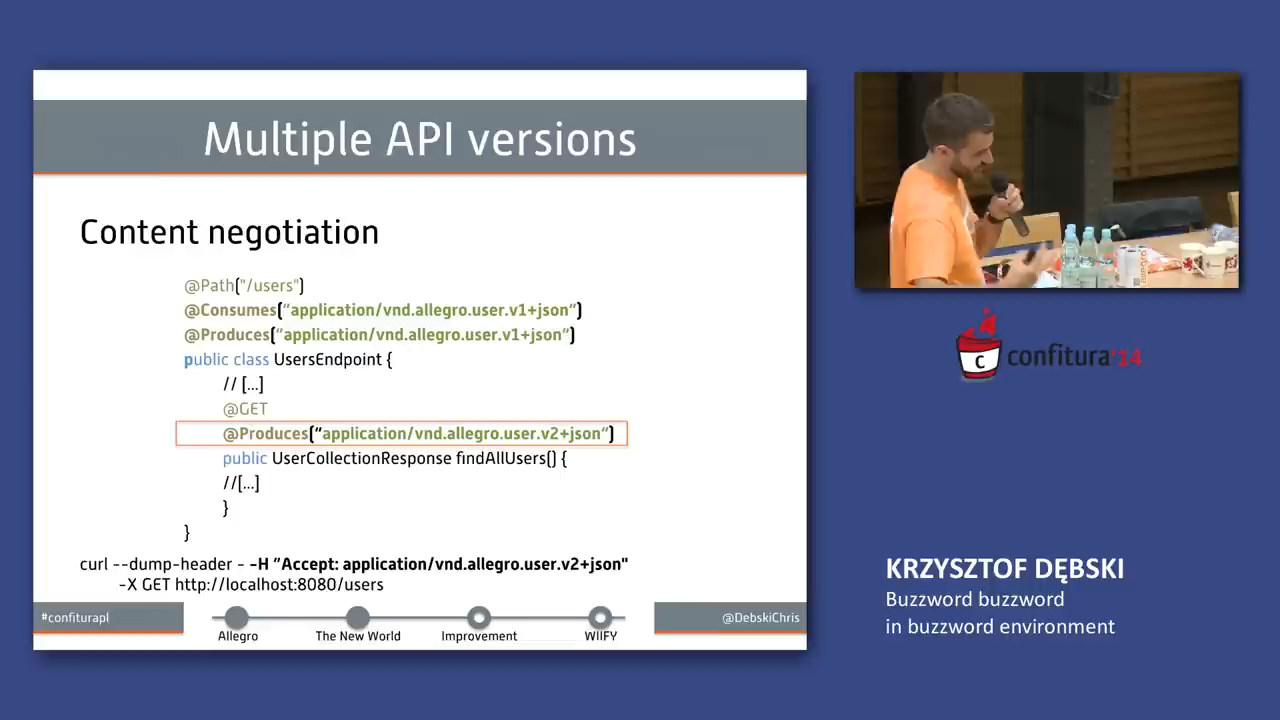 Multiple API versions
Content negotiation
@Path("/users")
@Consumes("application/vnd.allegro.user.v1+json")
@Produces("application/vnd.allegro.user.v1+json")
public class UsersEndpoint {
// [...]
@GET
@Produces("application/vnd.allegro.user.v2+json")
public UserCollectionResponse findAllUsers() {
//[...]
}
}
curl --dump-header - -H "Accept: application/vnd.allegro.user.v2+json"
-X GET http://localhost:8080/users
#confiturapl
Allegro
The New World
Improvement
WIIFY
@DebskiChris
allegro
C
confitura'14
KRZYSZTOF DĘBSKI
Buzzword buzzword
in buzzword environment